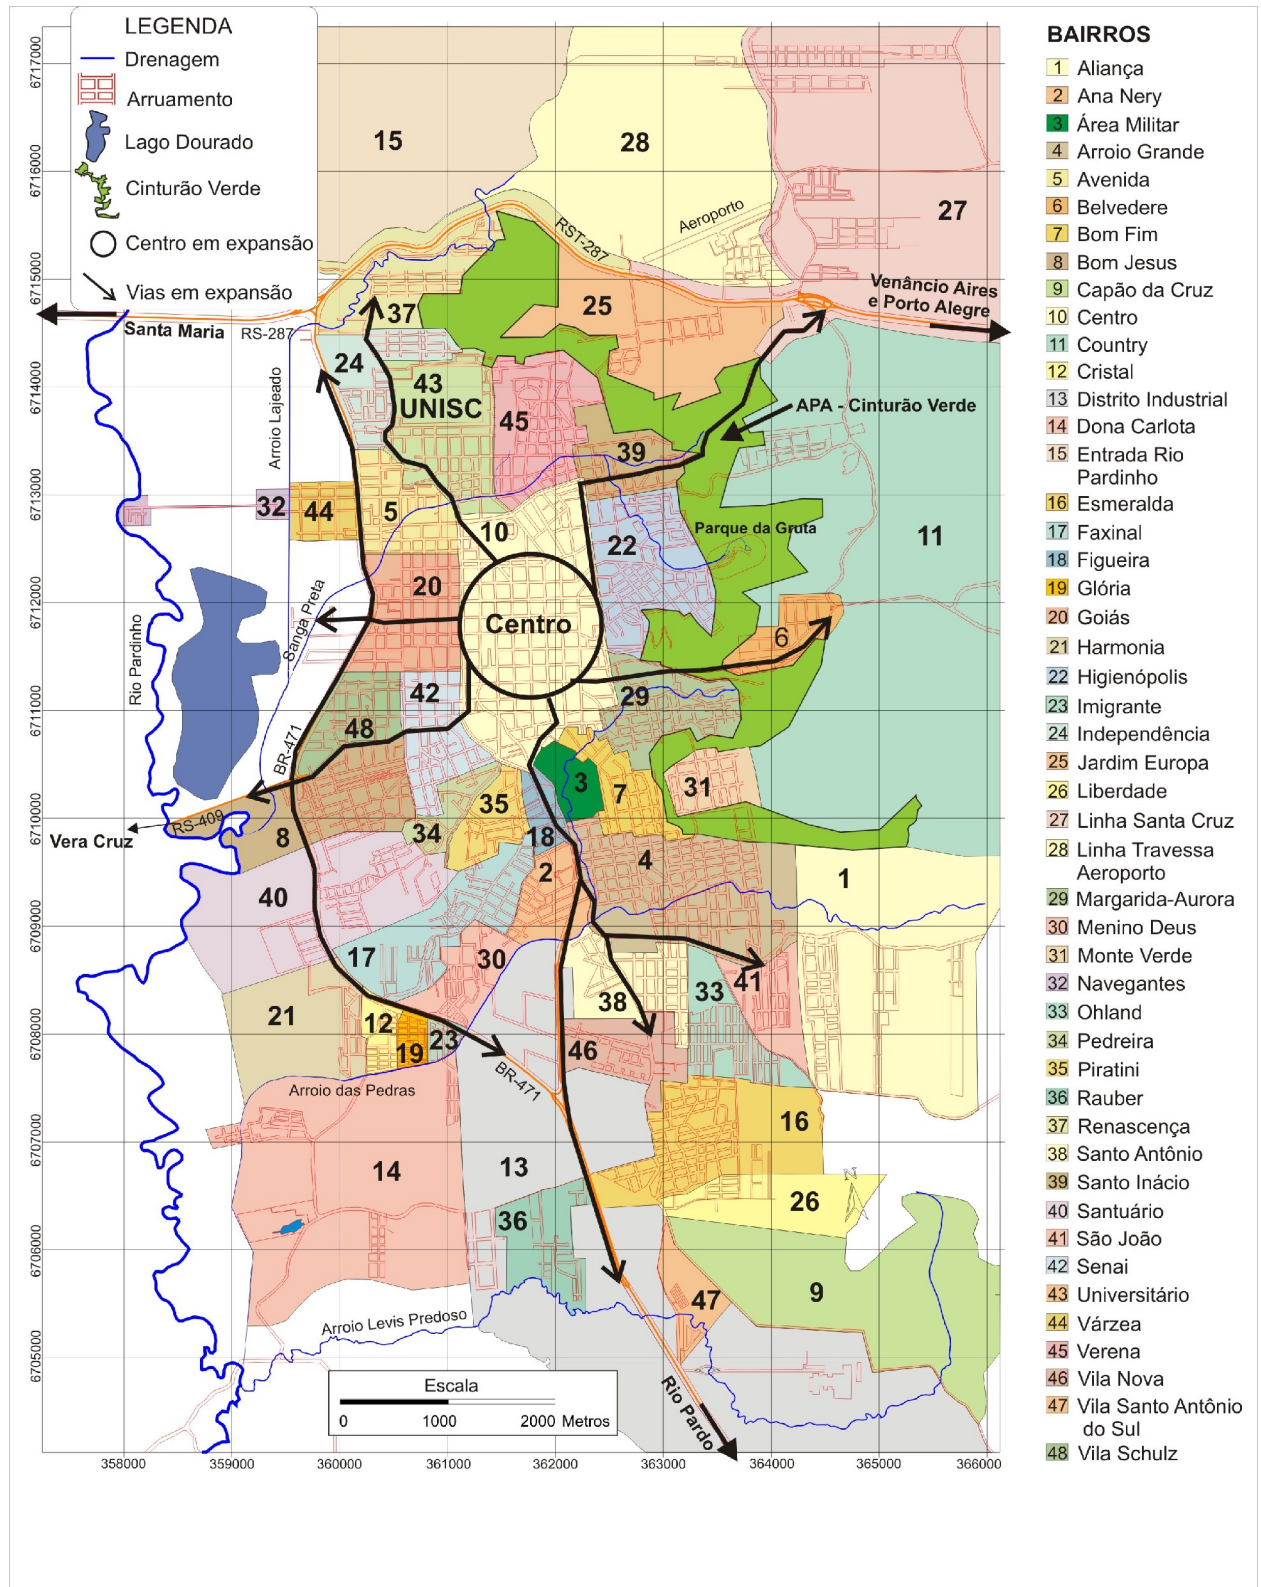 LEGENDA
Drenagem
Arruamento
Lago Dourado
Cinturão Verde
Centro em expansão
Vias em expansão
BAIRROS
1 Aliança
2 Ana Nery
3 Área Militar
4 Arroio Grande
5 Avenida
6 Belvedere
7 Bom Fim
8 Bom Jesus
9 Capão da Cruz
10 Centro
11 Country
12 Cristal
13 Distrito Industrial
14 Dona Carlota
15 Entrada Rio
Pardinho
16 Esmeralda
17 Faxinal
18 Figueira
19 Glória
20 Goiás
21 Harmonia
22 Higienópolis
23 Imigrante
24 Independência
25 Jardim Europa
26 Liberdade
27 Linha Santa Cruz
28 Linha Travessa
Aeroporto
29 Margarida-Aurora
30 Menino Deus
31 Monte Verde
32 Navegantes
33 Ohland
34 Pedreira
35 Piratini
36 Rauber
37 Renascença
38 Santo Antônio
39 Santo Inácio
40 Santuário
41 São João
42 Senai
43 Universitário
44 Várzea
45 Verena
46 Vila Nova
47 Vila Santo Antônio
do Sul
48 Vila Schulz
6717000
6716000
6715000
6714000
6713000
6712000
6711000
6710000
6709000
6708000
6707000
6706000
6705000
358000
359000
360000
361000
362000
363000
364000
365000
366000
15
28
27
Aeroporto
RST-287
Venâncio Aires
e Porto Alegre
Santa Maria
RS-287
37
25
24
43
UNISC
45
APA - Cinturão Verde
Arroio Lajeado
39
32
44
5
10
22
Parque da Gruta
11
20
Centro
6
Sanga Preta
Rio Pardinho
42
29
48
BR-471
3
7
31
35
RS-409
Vera Cruz
8
34
18
4
2
1
40
17
30
33
41
38
21
12
19
23
46
BR-471
Arroio das Pedras
16
14
13
26
36
9
47
Arroio Levis Predoso
Rio Pardo
N
Escala
0 1000 2000 Metros